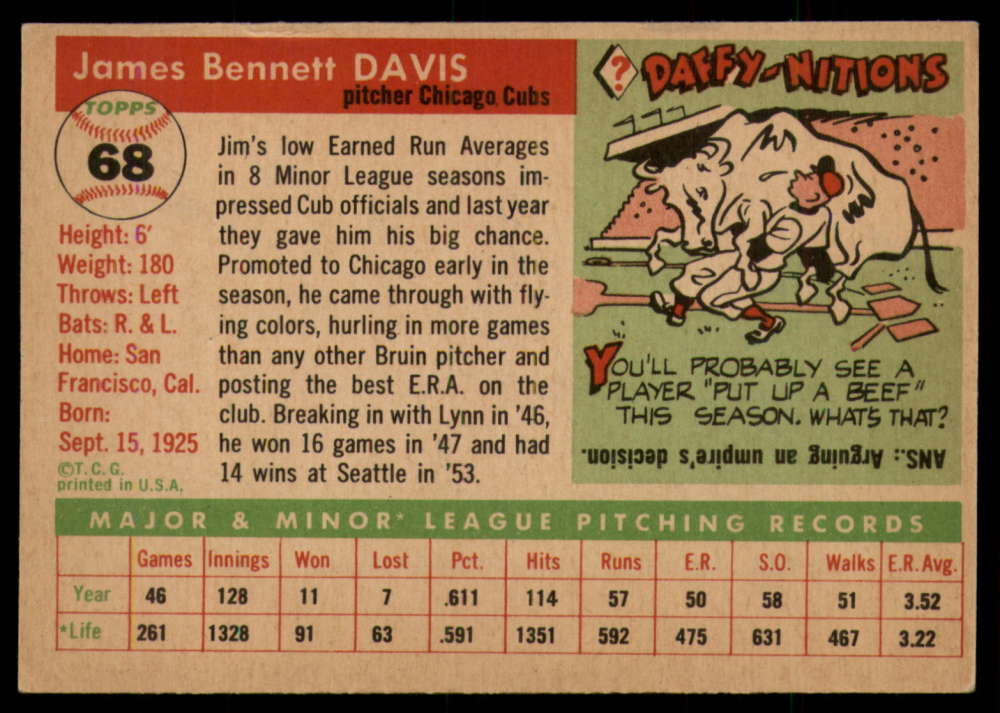 James Bennett DAVIS
pitcher Chicago Cubs
TOPPS
68
Height: 6'
Weight: 180
Throws: Left
Bats: R. & L.
Home: San
Francisco, Cal.
Born:
Sept. 15, 1925
©T.C.G.
printed in U.S.A.
Jim's low Earned Run Averages
in 8 Minor League seasons im-
pressed Cub officials and last year
they gave him his big chance.
Promoted to Chicago early in the
season, he came through with fly-
ing colors, hurling in more games
than any other Bruin pitcher and
posting the best E.R.A. on the
club. Breaking in with Lynn in '46,
he won 16 games in '47 and had
14 wins at Seattle in '53.
? DAFFY-NITIONS
YOU'LL PROBABLY SEE A
PLAYER "PUT UP A BEEF"
THIS SEASON. WHAT'S THAT?
ANS.: Arguing an umpire's decision.
MAJOR & MINOR* LEAGUE PITCHING RECORDS
Games Innings Won Lost Pct. Hits Runs E.R. S.O. Walks E.R. Avg.
Year 46 128 11 7 .611 114 57 50 58 51 3.52
*Life 261 1328 91 63 .591 1351 592 475 631 467 3.22